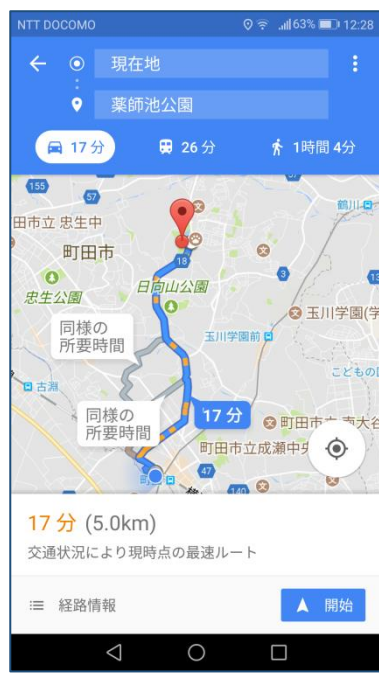 NTT DOCOMO
63% 12:28
現在地
薬師池公園
17 分
26 分
1時間 4分
155
57
鶴川
田市立 忠生中
町田市
18
忠生公園
日向山公園
3
13
玉川学園(学
同様の
所要時間
玉川学園前
こどもの国
古淵
同様の
所要時間
17 分
町田市立南大谷
町田市立成瀬中央
47
140
17 分 (5.0km)
交通状況により現時点の最速ルート
経路情報
開始